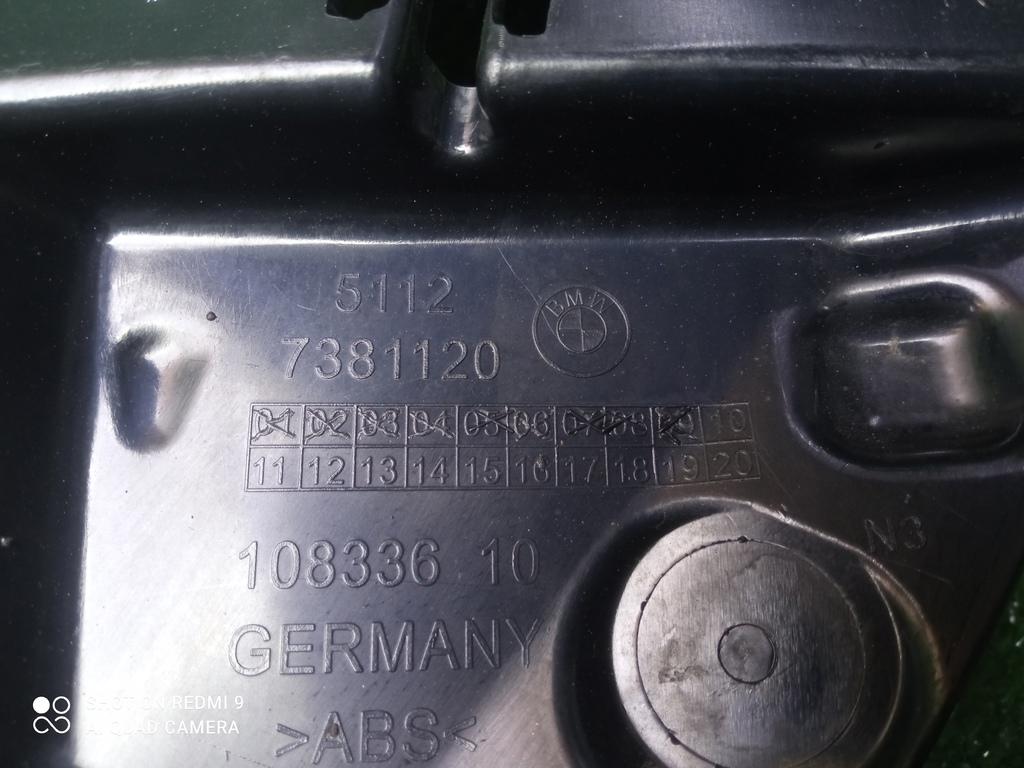 5112
BMW
7381120
01 02 03 04 05 06 07 08 09 10
11 12 13 14 15 16 17 18 19 20
108336 10
N3
GERMANY
>ABS<
SHOT ON REDMI 9
AI QUAD CAMERA